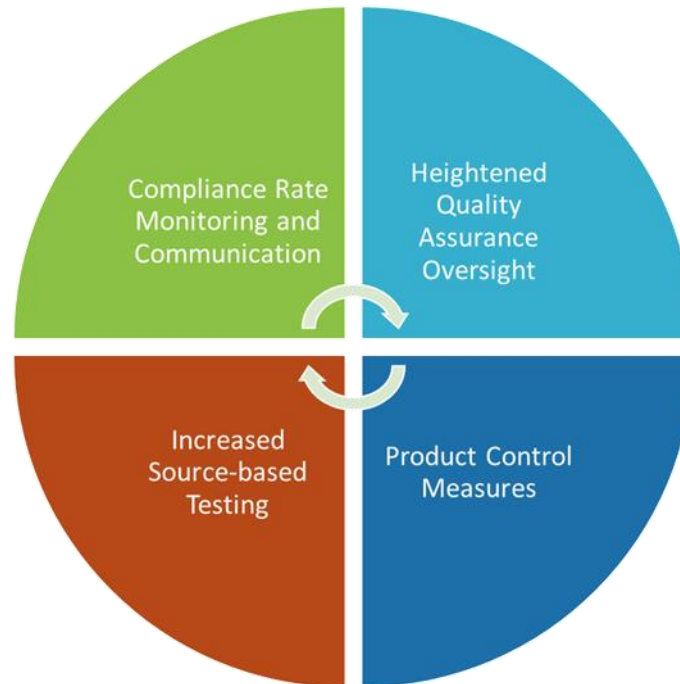 Compliance Rate
Monitoring and
Communication
Heightened
Quality
Assurance
Oversight
Increased
Source-based
Testing
Product Control
Measures